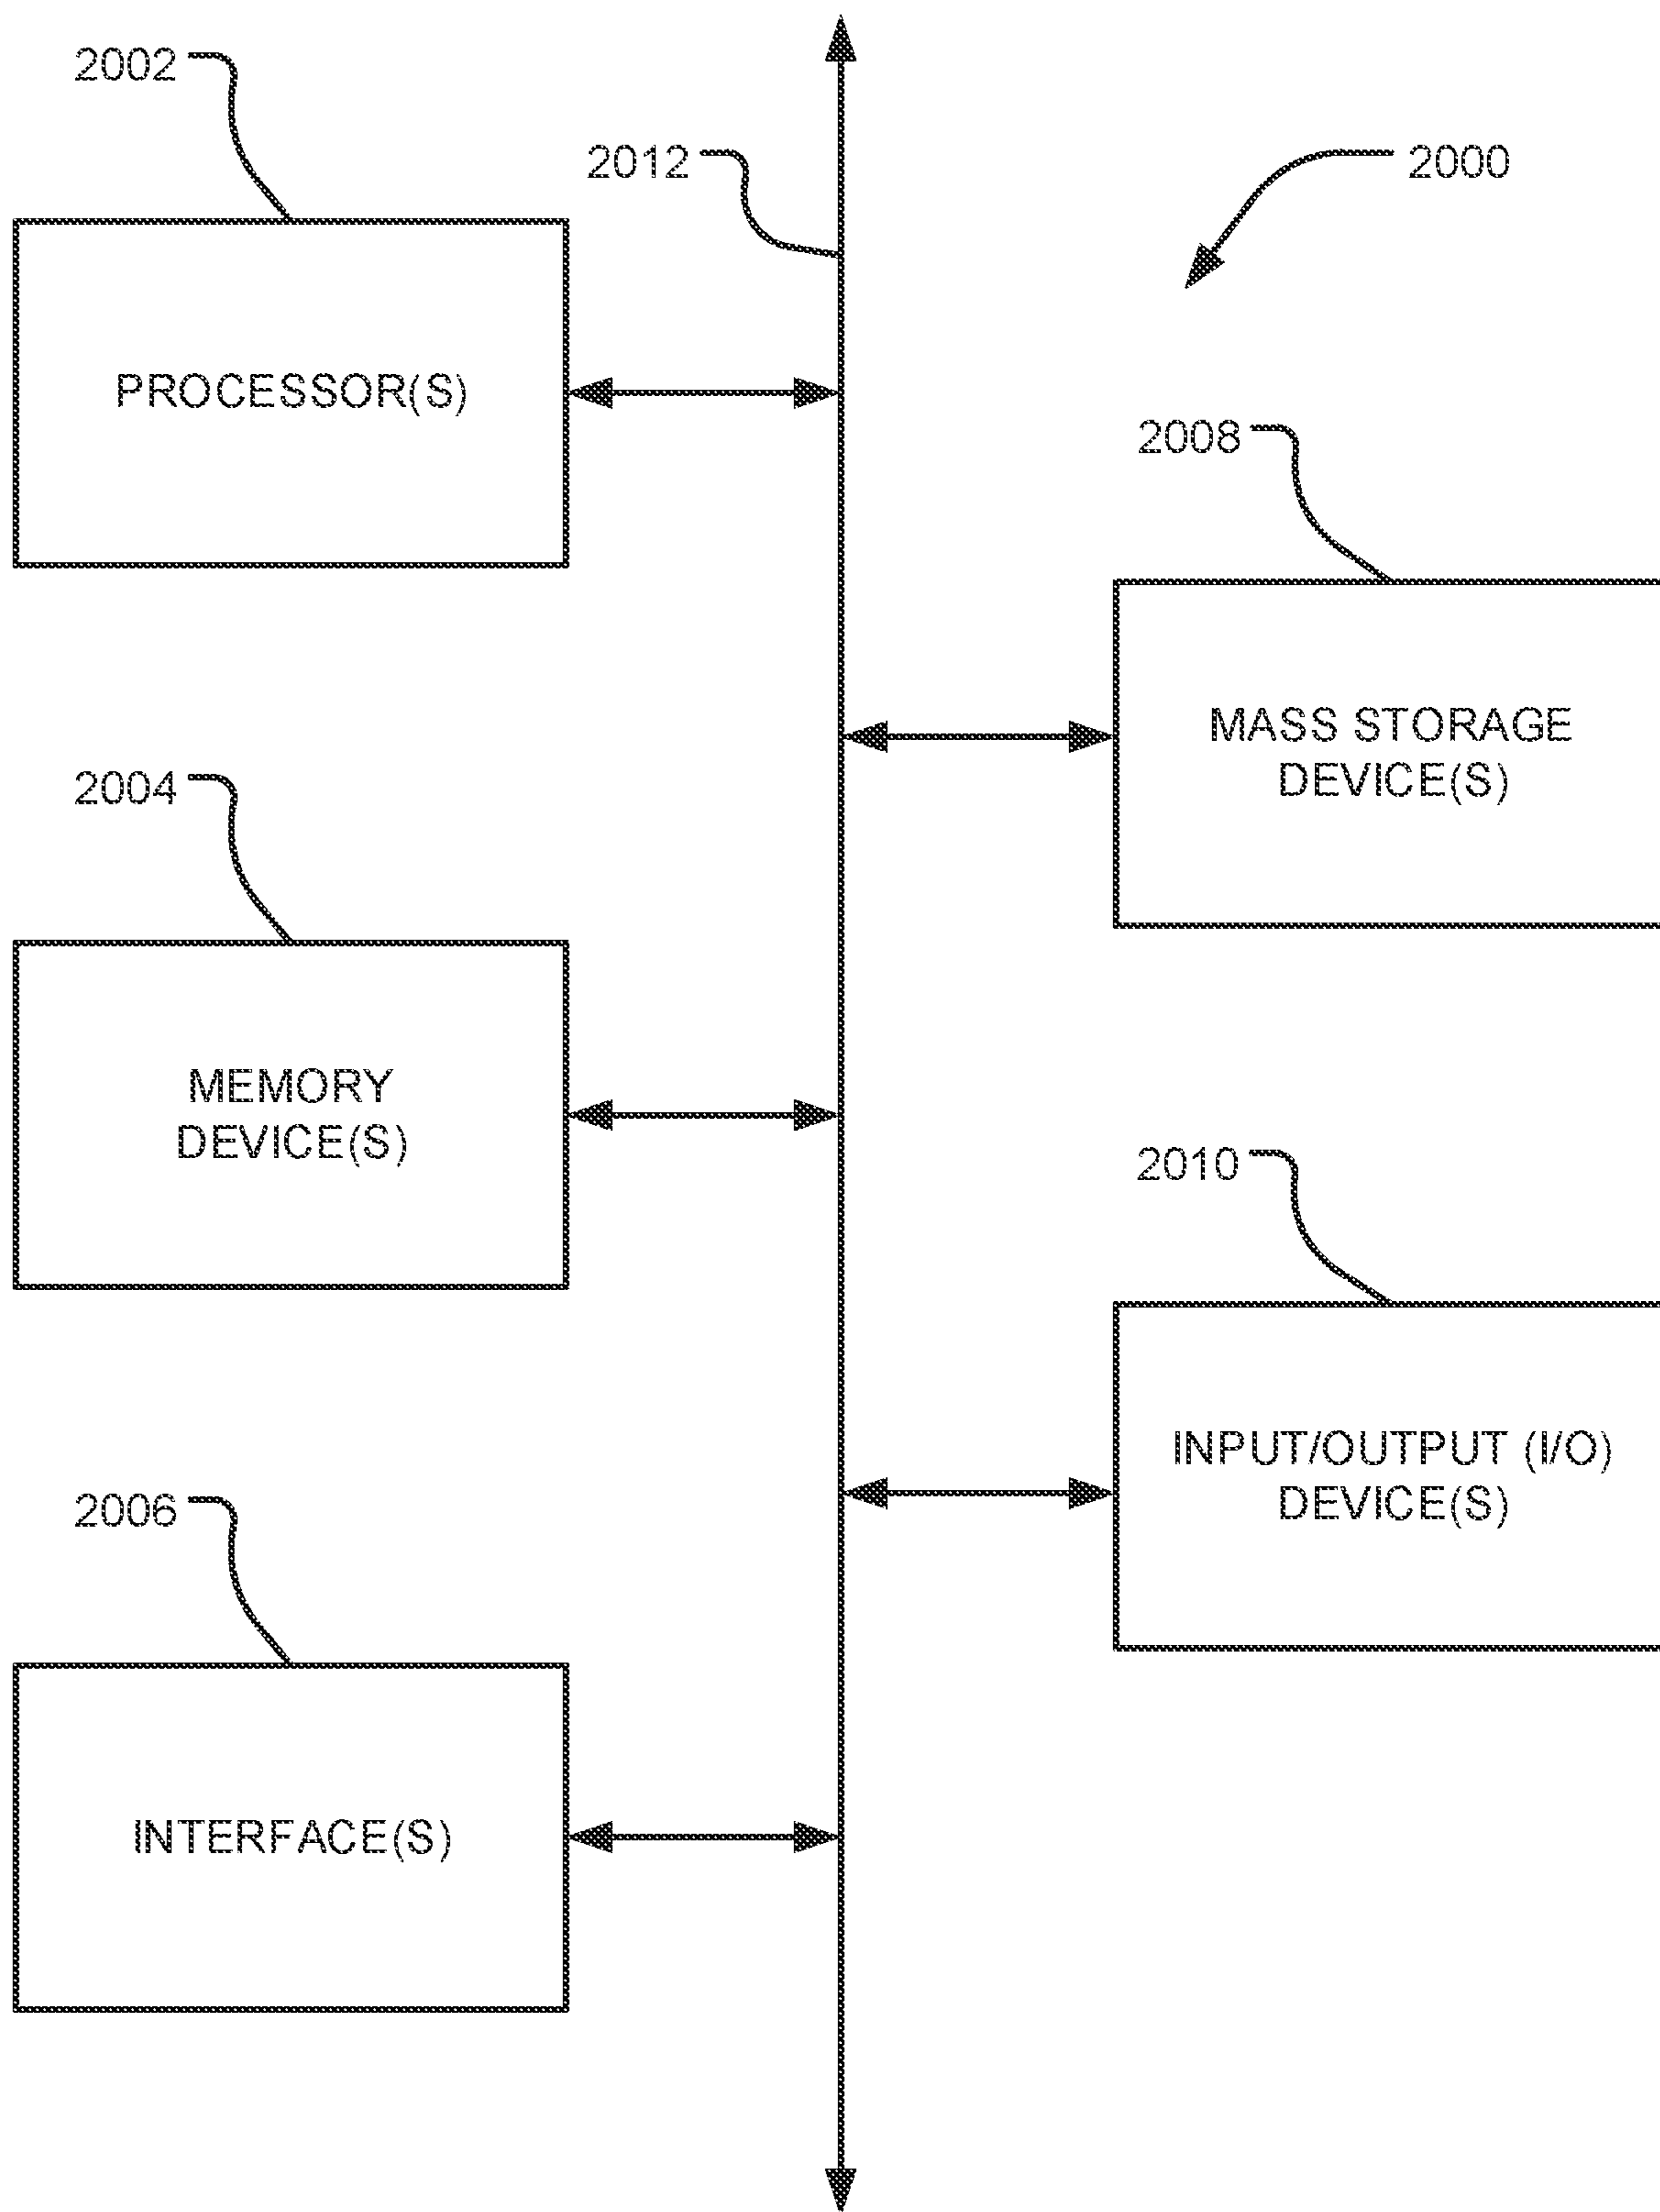 2002
2012
2000
PROCESSOR(S)
2008
MASS STORAGE
DEVICE(S)
2004
MEMORY
DEVICE(S)
2010
INPUT/OUTPUT (I/O)
DEVICE(S)
2006
INTERFACE(S)